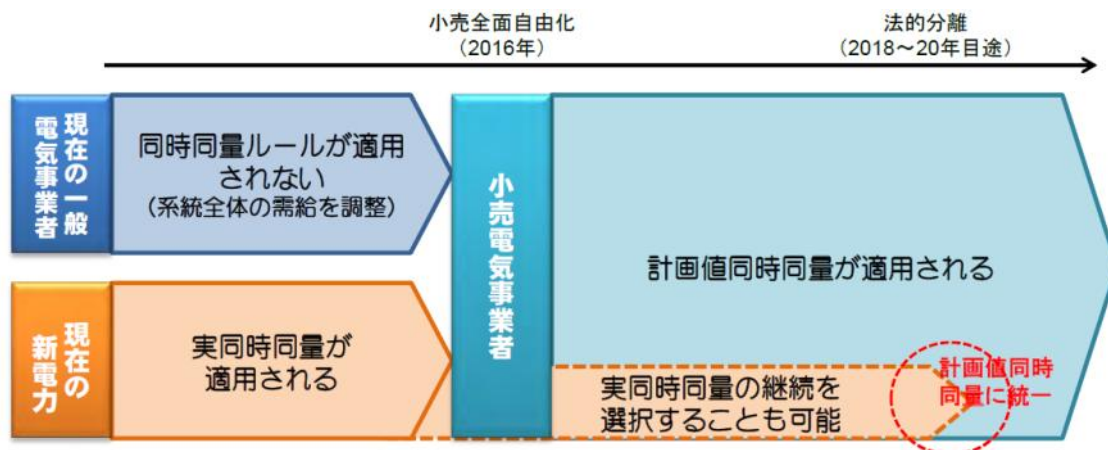 小売全面自由化
(2016年)
法的分離
(2018～20年目途)
現在の一般
電気事業者
同時同量ルールが適用
されない
(系統全体の需給を調整)
小売電気事業者
計画値同時同量が適用される
現在の
新電力
実同時同量が
適用される
実同時同量の継続を
選択することも可能
計画値同時
同量に統一